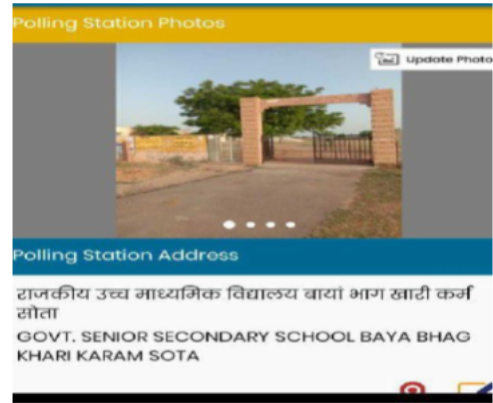 Polling Station Photos
Update Photo
Polling Station Address
राजकीय उच्च माध्यमिक विद्यालय बायां भाग खारी कर्म
सोता
GOVT. SENIOR SECONDARY SCHOOL BAYA BHAG
KHARI KARAM SOTA